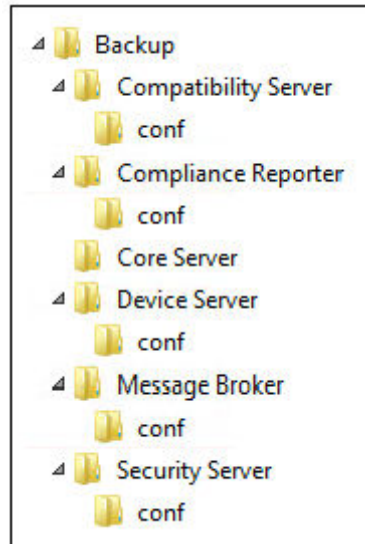 Backup
Compatibility Server
conf
Compliance Reporter
conf
Core Server
Device Server
conf
Message Broker
conf
Security Server
conf